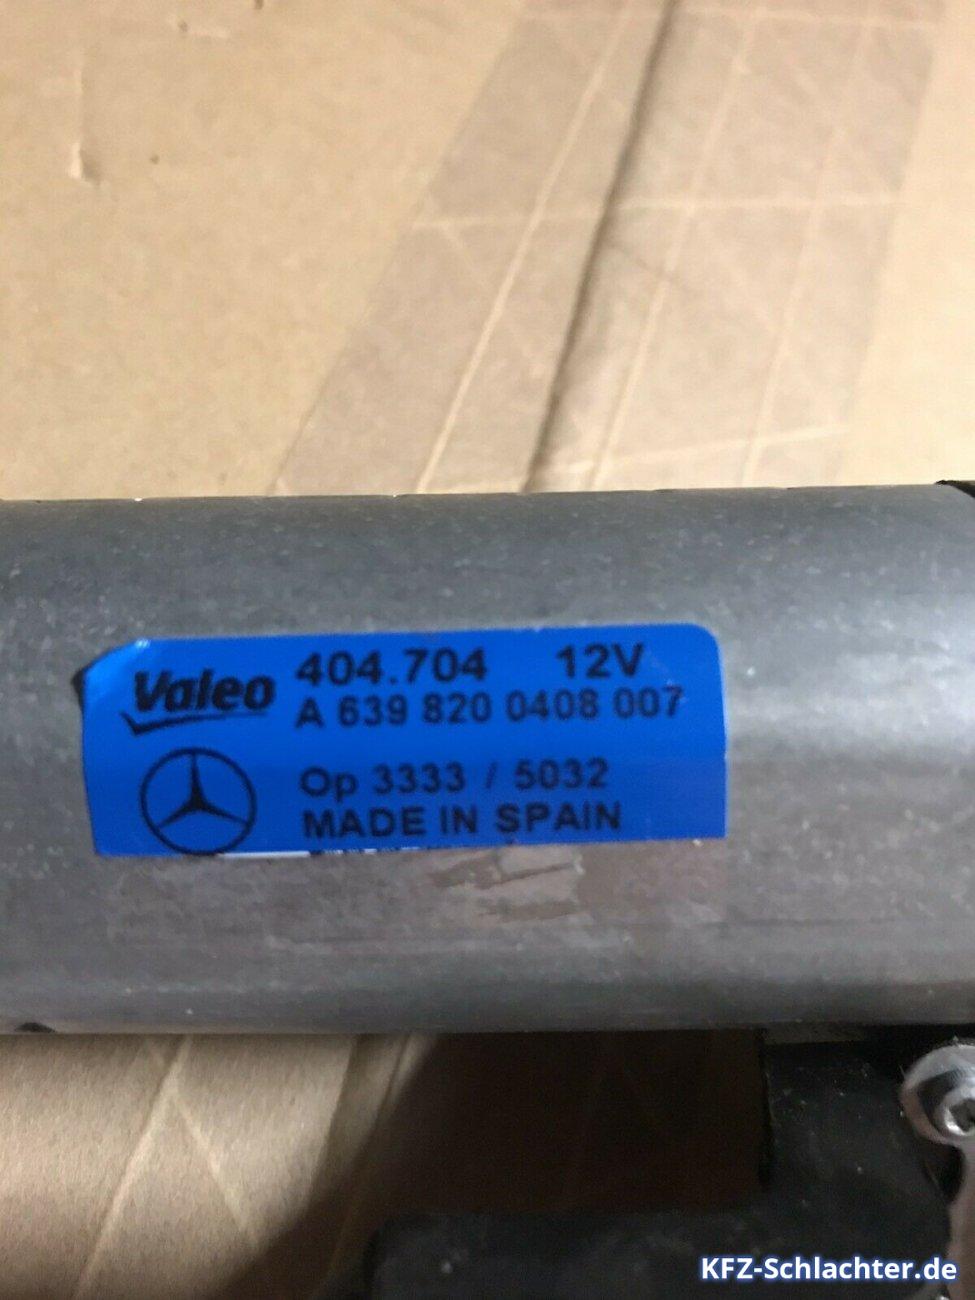 Valeo 404.704 12V
A 639 820 0408 007
Op 3333 / 5032
MADE IN SPAIN
KFZ-Schlachter.de